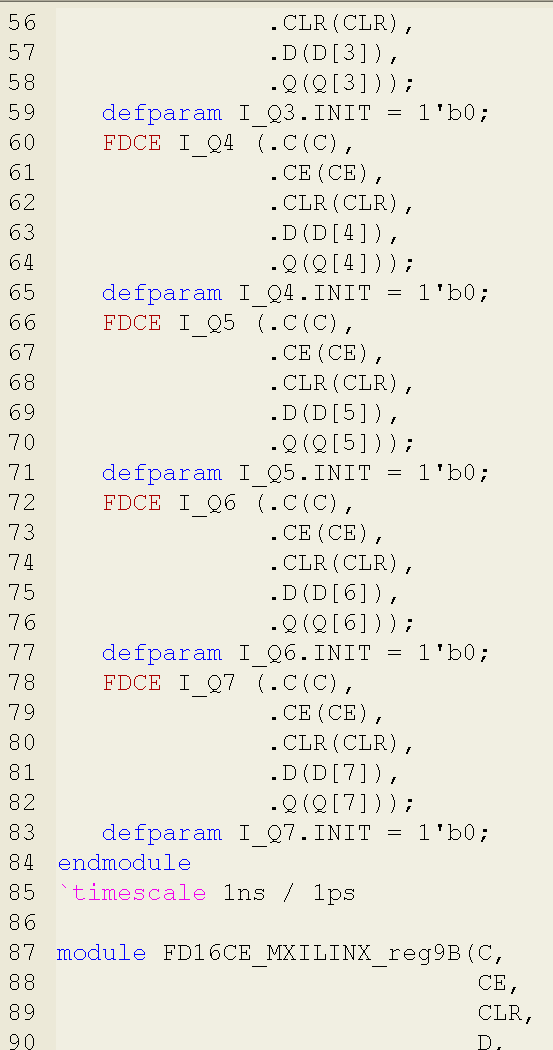 56 .CLR(CLR),
57 .D(D[3]),
58 .Q(Q[3]));
59 defparam I_Q3.INIT = 1'b0;
60 FDCE I_Q4 (.C(C),
61 .CE(CE),
62 .CLR(CLR),
63 .D(D[4]),
64 .Q(Q[4]));
65 defparam I_Q4.INIT = 1'b0;
66 FDCE I_Q5 (.C(C),
67 .CE(CE),
68 .CLR(CLR),
69 .D(D[5]),
70 .Q(Q[5]));
71 defparam I_Q5.INIT = 1'b0;
72 FDCE I_Q6 (.C(C),
73 .CE(CE),
74 .CLR(CLR),
75 .D(D[6]),
76 .Q(Q[6]));
77 defparam I_Q6.INIT = 1'b0;
78 FDCE I_Q7 (.C(C),
79 .CE(CE),
80 .CLR(CLR),
81 .D(D[7]),
82 .Q(Q[7]));
83 defparam I_Q7.INIT = 1'b0;
84 endmodule
85 `timescale 1ns / 1ps
86
87 module FD16CE_MXILINX_reg9B(C,
88 CE,
89 CLR,
90 D,